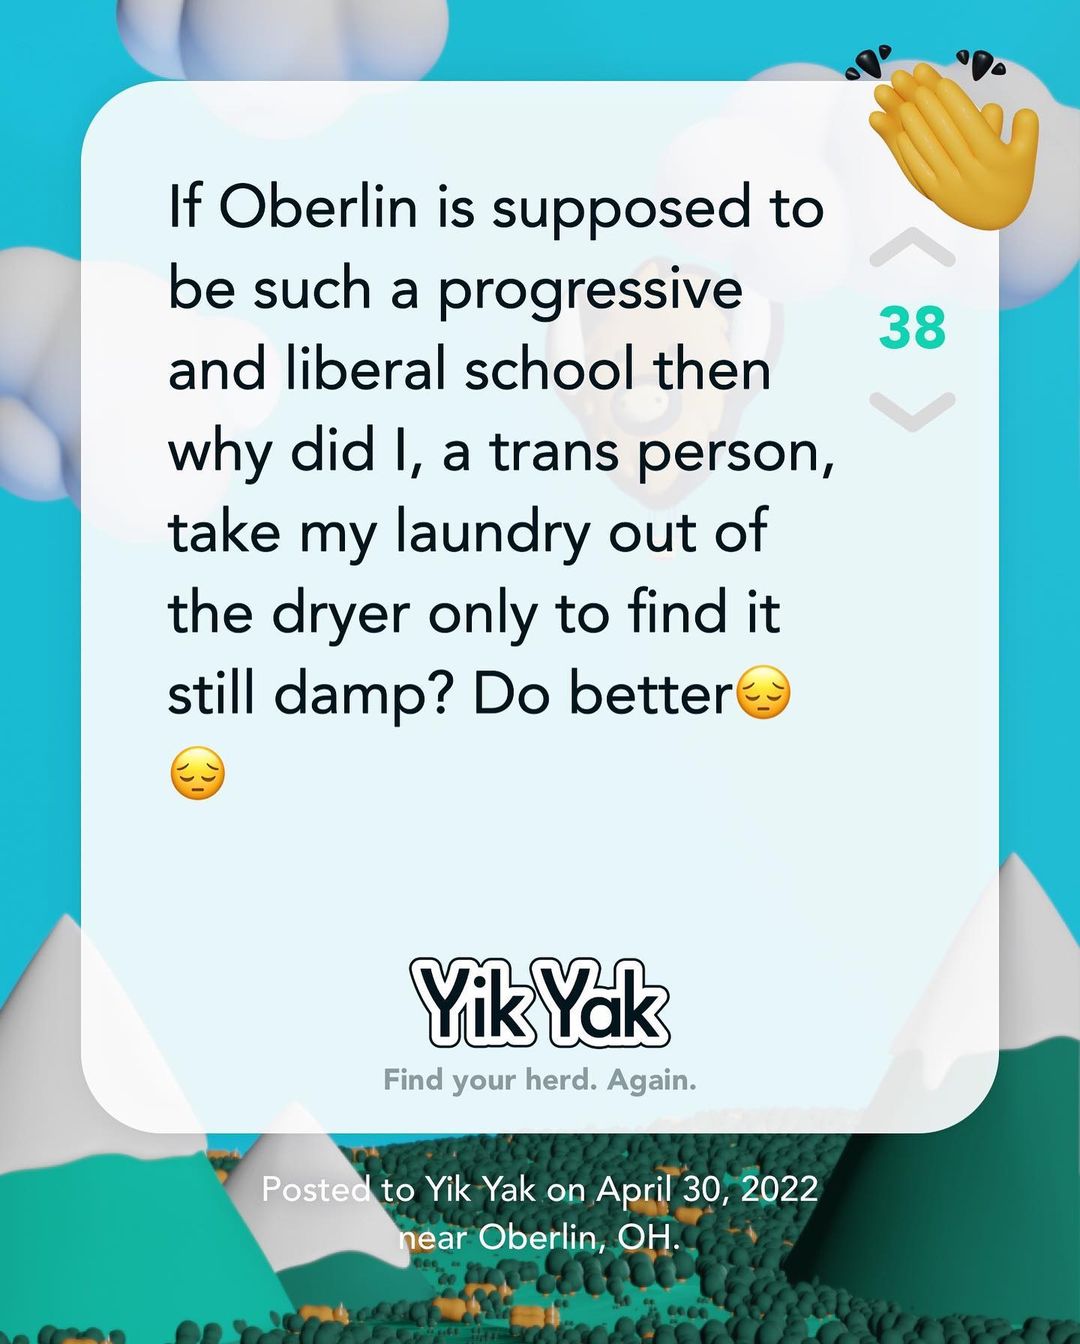 If Oberlin is supposed to
be such a progressive
and liberal school then
why did I, a trans person,
take my laundry out of
the dryer only to find it
still damp? Do better😔
😔
38
Yik Yak
Find your herd. Again.
Posted to Yik Yak on April 30, 2022
near Oberlin, OH.